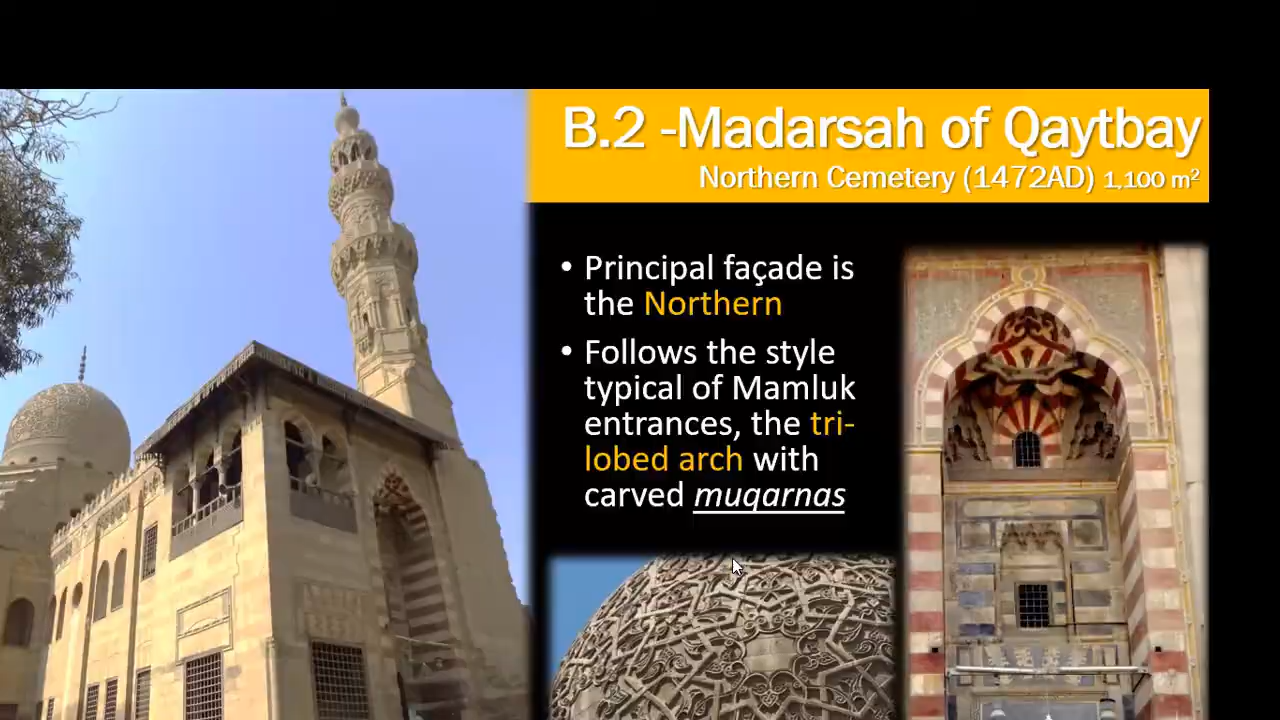 B.2 -Madarsah of Qaytbay
Northern Cemetery (1472AD) 1,100 m²
• Principal façade is
the Northern
• Follows the style
typical of Mamluk
entrances, the tri-
lobed arch with
carved muqarnas